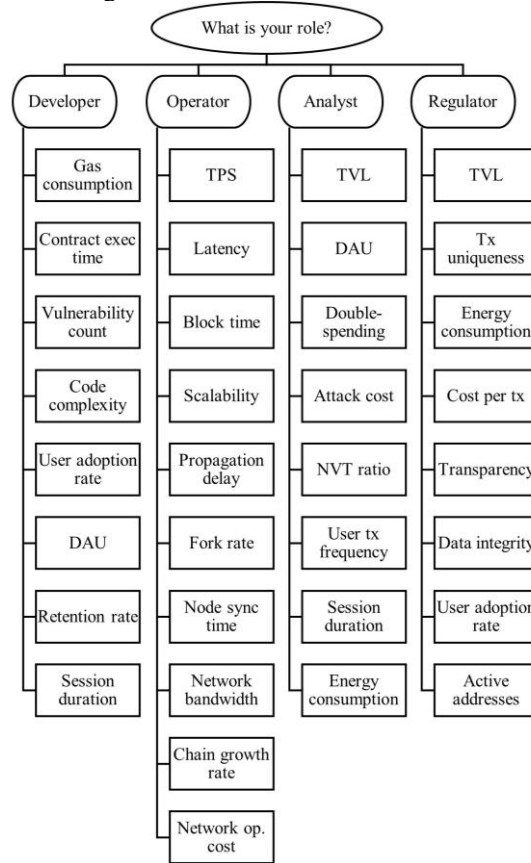 What is your role?
Developer
Operator
Analyst
Regulator
Gas
consumption
Contract exec
time
Vulnerability
count
Code
complexity
User adoption
rate
DAU
Retention rate
Session
duration
TPS
Latency
Block time
Scalability
Propagation
delay
Fork rate
Node sync
time
Network
bandwidth
Chain growth
rate
Network op.
cost
TVL
DAU
Double-
spending
Attack cost
NVT ratio
User tx
frequency
Session
duration
Energy
consumption
TVL
Tx
uniqueness
Energy
consumption
Cost per tx
Transparency
Data integrity
User adoption
rate
Active
addresses